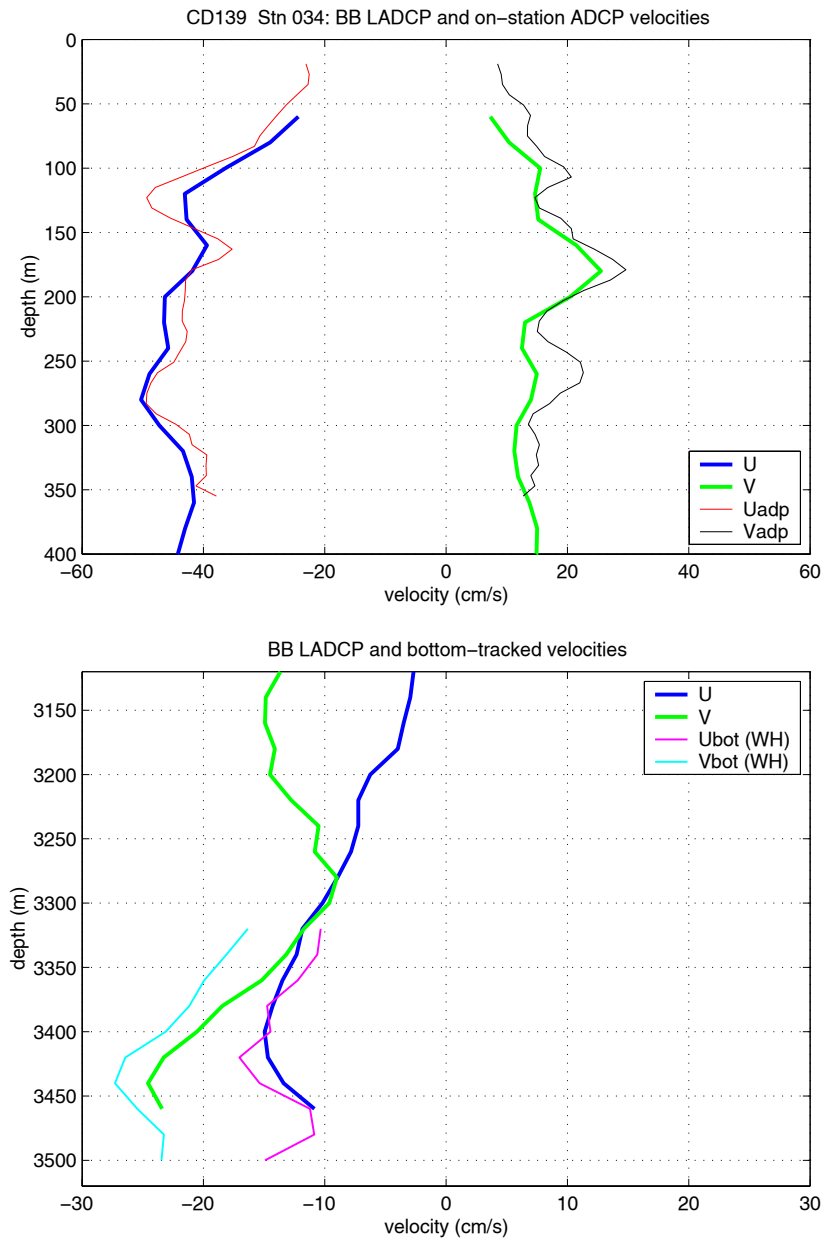 CD139 Stn 034: BB LADCP and on-station ADCP velocities
0
50
100
150
200
250
300
350
400
depth (m)
U
V
Uadp
Vadp
-60 -40 -20 0 20 40 60
velocity (cm/s)
BB LADCP and bottom-tracked velocities
U
V
Ubot (WH)
Vbot (WH)
3150
3200
3250
3300
3350
3400
3450
3500
depth (m)
-30 -20 -10 0 10 20 30
velocity (cm/s)